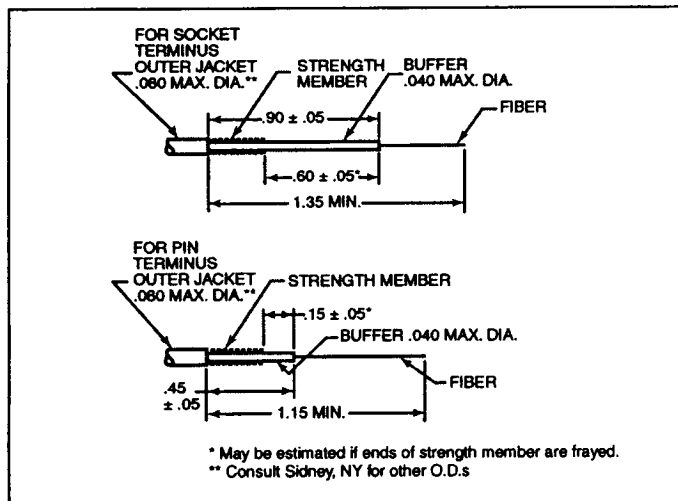 FOR SOCKET
TERMINUS
OUTER JACKET
.080 MAX. DIA.**
STRENGTH
MEMBER
BUFFER
.040 MAX. DIA.
FIBER
.90 ± .05
.60 ± .05*
1.35 MIN.
FOR PIN
TERMINUS
OUTER JACKET
.080 MAX. DIA.**
STRENGTH MEMBER
.15 ± .05*
BUFFER .040 MAX. DIA.
FIBER
.45
± .05
1.15 MIN.
* May be estimated if ends of strength member are frayed.
** Consult Sidney, NY for other O.D.s